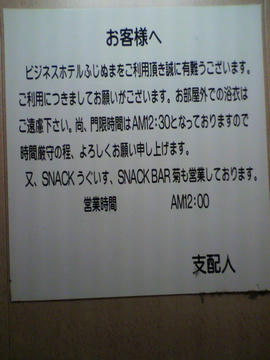 お客様へ
ビジネスホテルふじぬまをご利用頂き誠に有難うございます。
ご利用につきましてお願いがございます。お部屋外での浴衣は
ご遠慮下さい。尚、門限時間はAM12:30となっておりますので
時間厳守の程、よろしくお願い申し上げます。
又、SNACKうぐいす、SNACK BAR 菊も営業しております。
営業時間 AM12:00
支配人